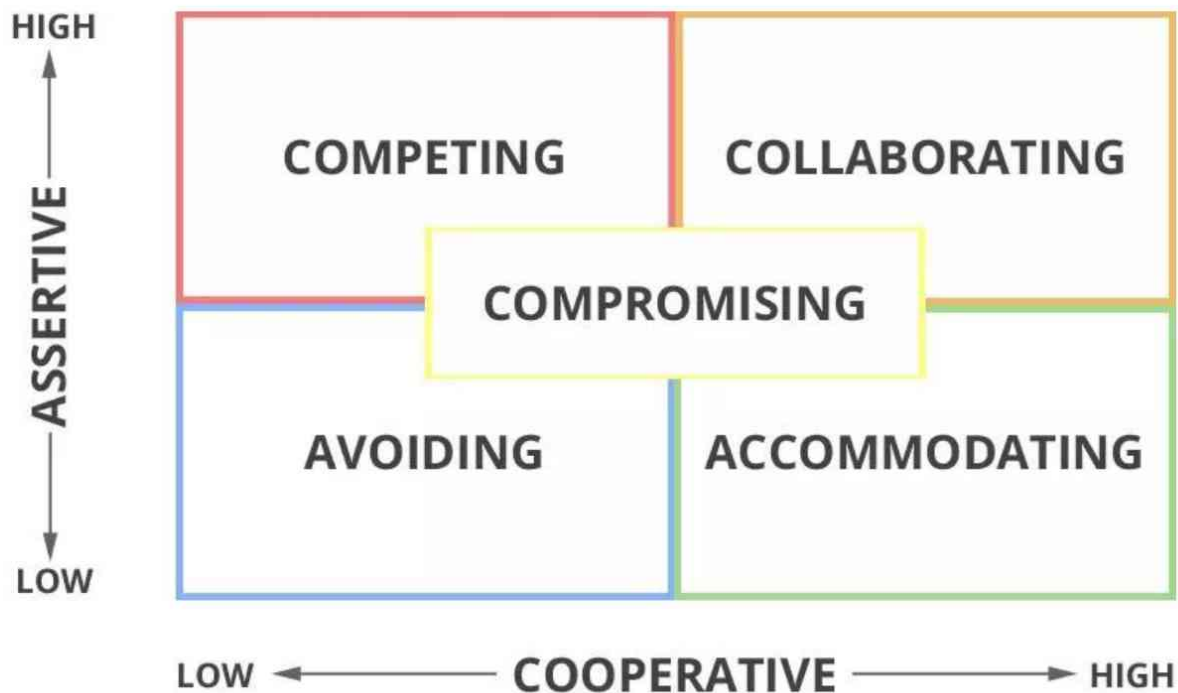 HIGH
COMPETING
COLLABORATING
ASSERTIVE
COMPROMISING
AVOIDING
ACCOMMODATING
LOW
LOW
COOPERATIVE
HIGH